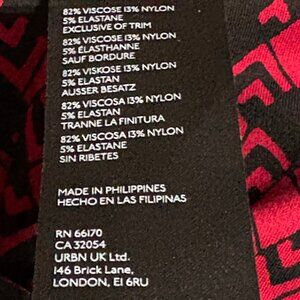 82% VISCOSE 13% NYLON
5% ELASTANE
EXCLUSIVE OF TRIM
82% VISCOSE 13% NYLON
5% ÉLASTHANNE
SAUF BORDURE
82% VISKOSE 13% NYLON
5% ELASTAN
AUSSER BESATZ
82% VISCOSA 13% NYLON
5% ELASTAN
TRANNE LA FINITURA
82% VISCOSA 13% NYLON
5% ELASTANE
SIN RIBETES
MADE IN PHILIPPINES
HECHO EN LAS FILIPINAS
RN 66170
CA 32054
URBN UK Ltd.
146 Brick Lane,
LONDON, E1 6RU